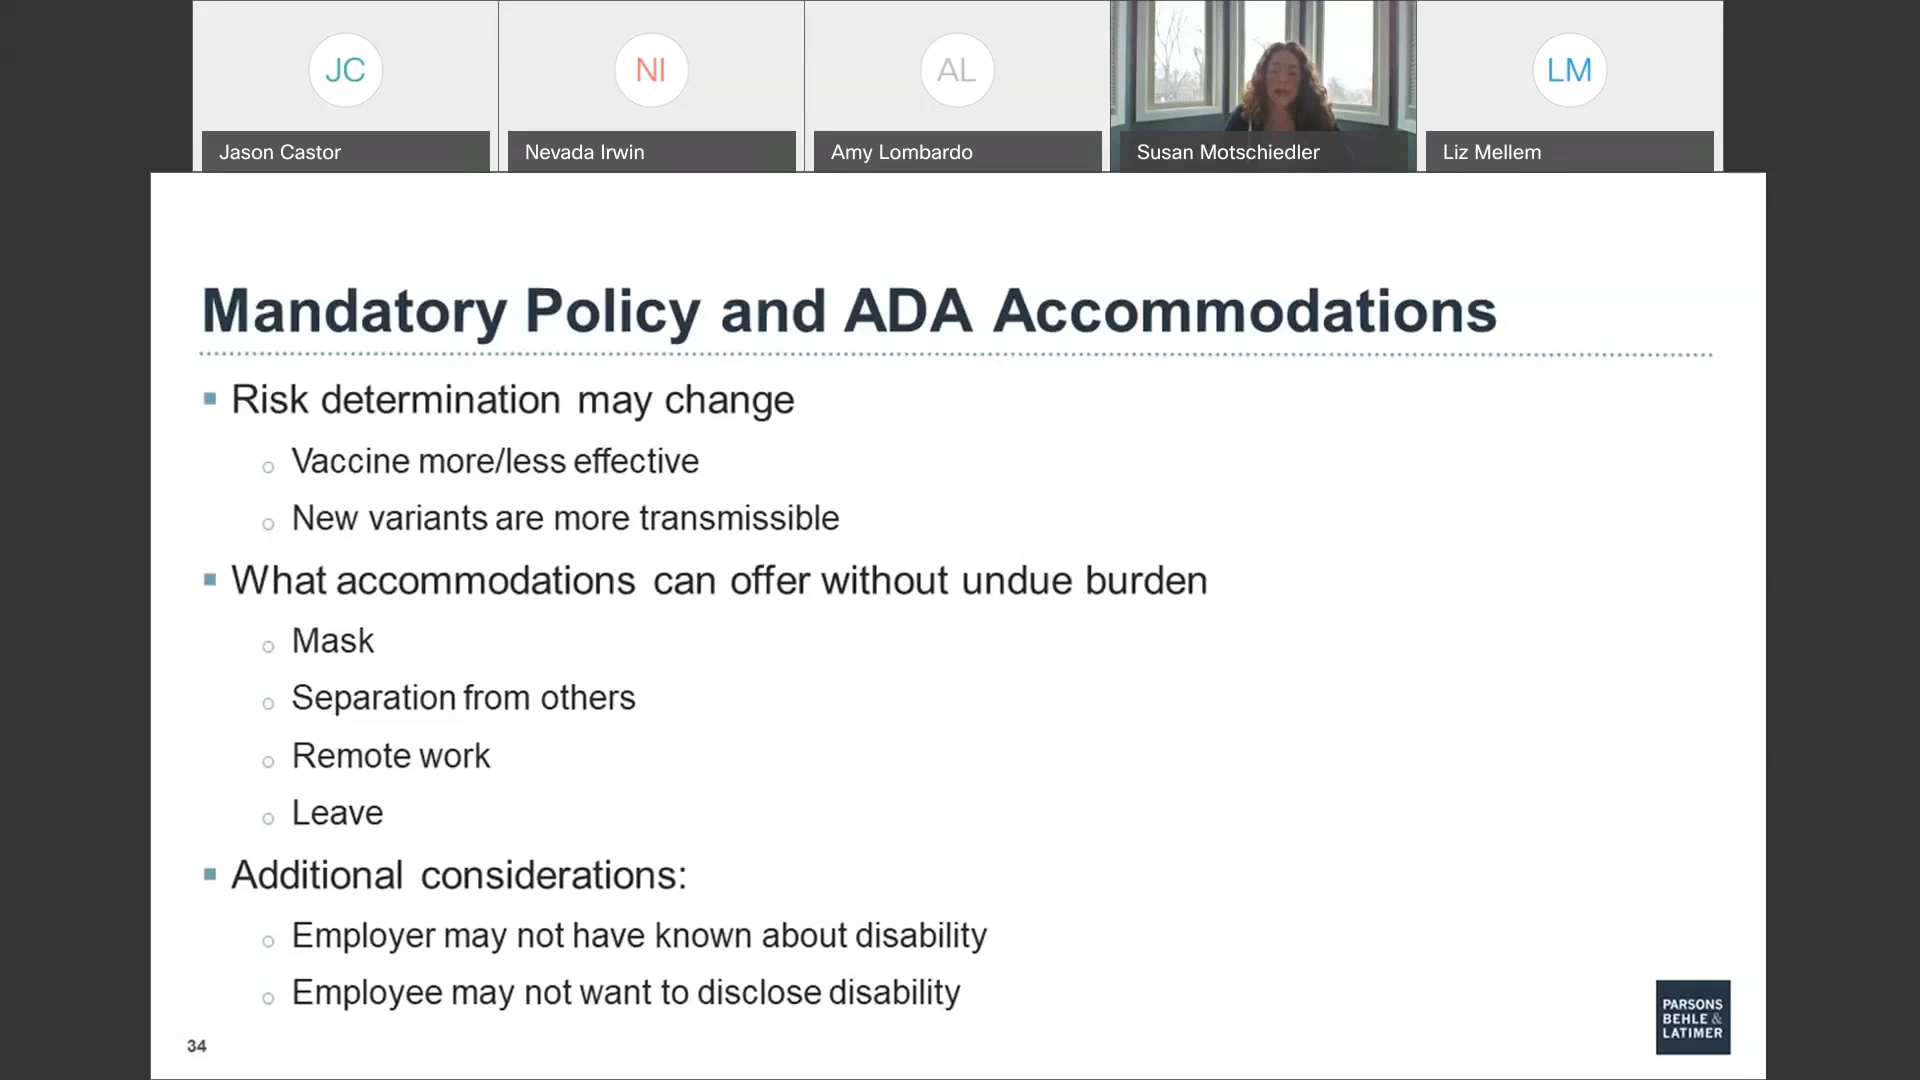 JC
NI
AL
LM
Jason Castor
Nevada Irwin
Amy Lombardo
Susan Motschiedler
Liz Mellem
Mandatory Policy and ADA Accommodations
Risk determination may change
Vaccine more/less effective
New variants are more transmissible
What accommodations can offer without undue burden
Mask
Separation from others
Remote work
Leave
Additional considerations:
Employer may not have known about disability
Employee may not want to disclose disability
34
PARSONS
BEHLE &
LATIMER